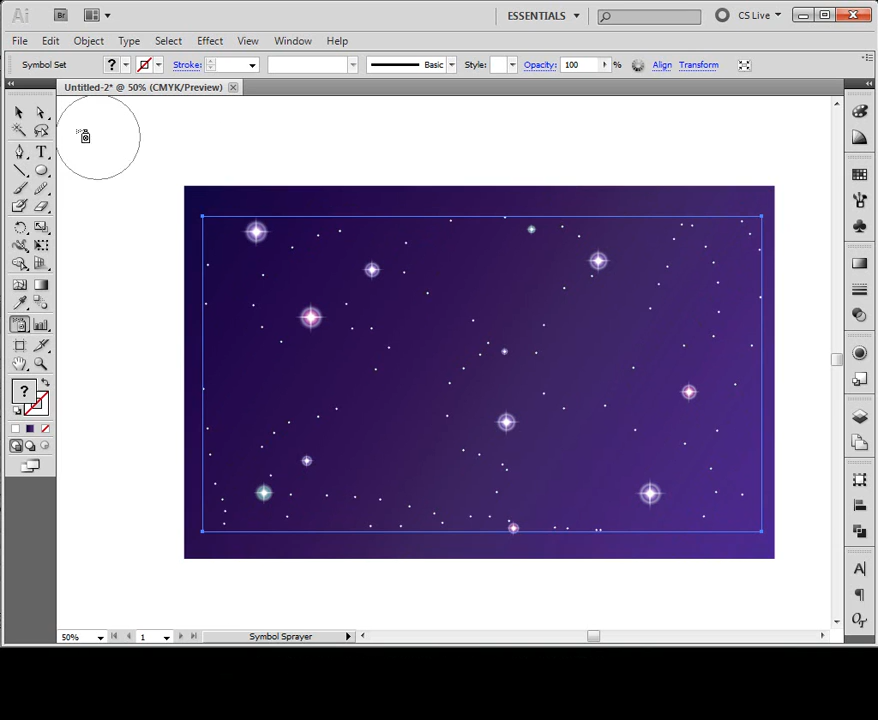 Ai Br ESSENTIALS CS Live
File Edit Object Type Select Effect View Window Help
Symbol Set ? Stroke: Basic Style: Opacity: 100 % Align Transform
Untitled-2* @ 50% (CMYK/Preview)
T
?
A
50% 1 Symbol Sprayer